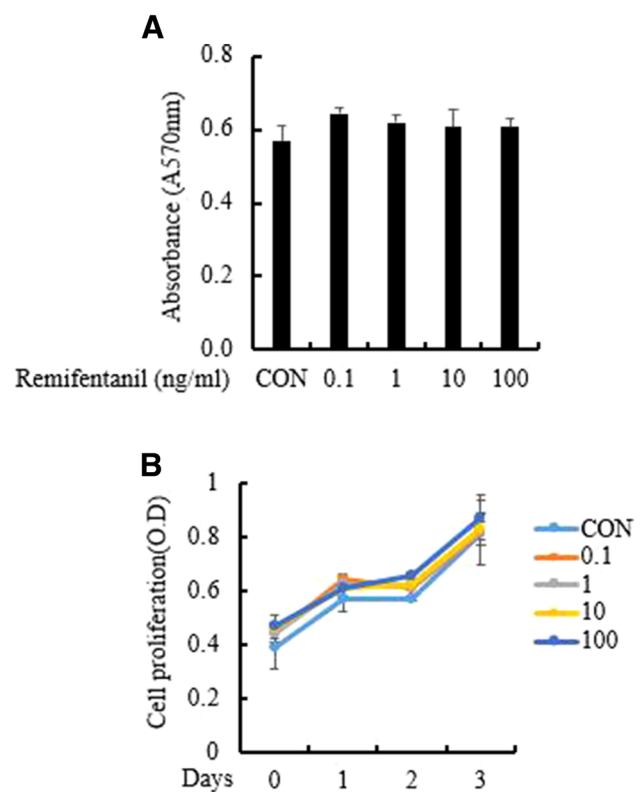 A
Absorbance (A570nm)
0.8
0.6
0.4
0.2
0.0
Remifentanil (ng/ml) CON 0.1 1 10 100
B
Cell proliferation(O.D)
1
0.8
0.6
0.4
0.2
0
Days 0 1 2 3
CON
0.1
1
10
100